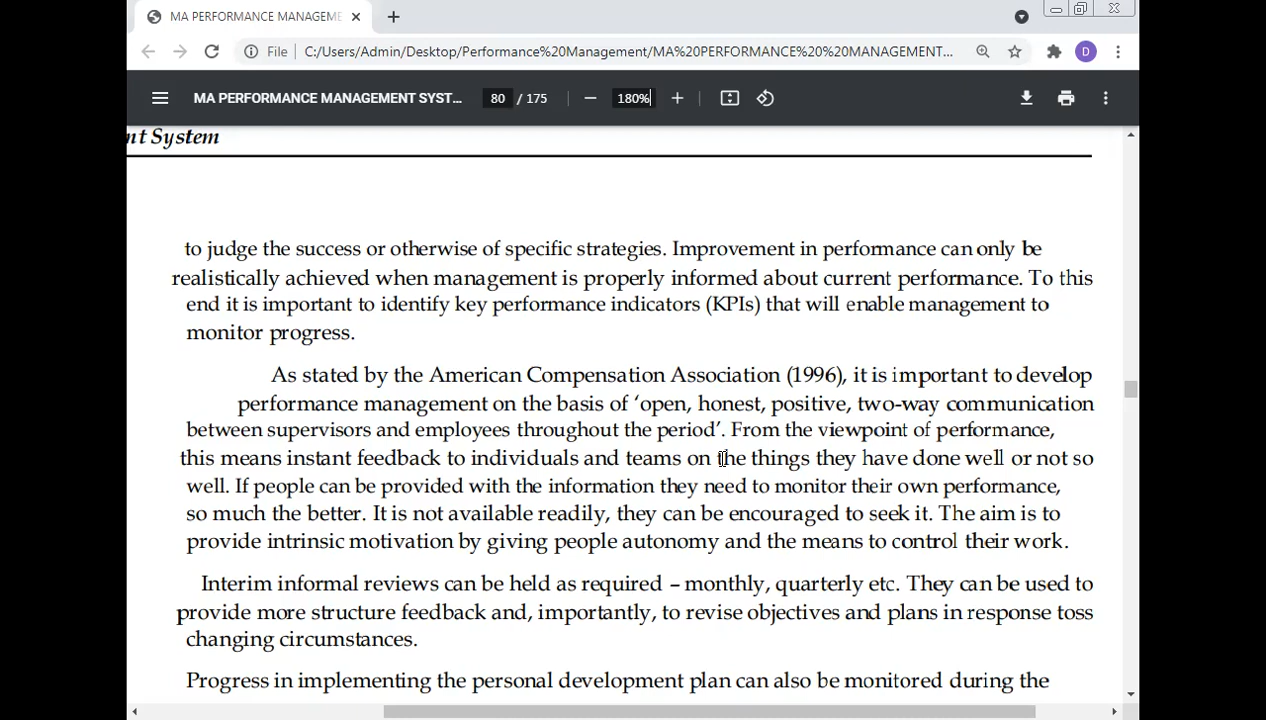 MA PERFORMANCE MANAGEME
File C:/Users/Admin/Desktop/Performance%20Management/MA%20PERFORMANCE%20%20MANAGEMENT... D
MA PERFORMANCE MANAGEMENT SYST... 80 / 175 180%
nt System
to judge the success or otherwise of specific strategies. Improvement in performance can only be
realistically achieved when management is properly informed about current performance. To this
end it is important to identify key performance indicators (KPIs) that will enable management to
monitor progress.
As stated by the American Compensation Association (1996), it is important to develop
performance management on the basis of ‘open, honest, positive, two-way communication
between supervisors and employees throughout the period’. From the viewpoint of performance,
this means instant feedback to individuals and teams on the things they have done well or not so
well. If people can be provided with the information they need to monitor their own performance,
so much the better. It is not available readily, they can be encouraged to seek it. The aim is to
provide intrinsic motivation by giving people autonomy and the means to control their work.
Interim informal reviews can be held as required – monthly, quarterly etc. They can be used to
provide more structure feedback and, importantly, to revise objectives and plans in response toss
changing circumstances.
Progress in implementing the personal development plan can also be monitored during the